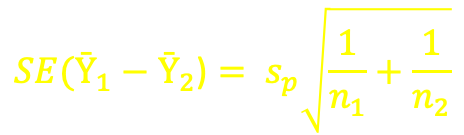 SE(Ȳ₁ − Ȳ₂) = sₚ√(1/n₁ + 1/n₂)